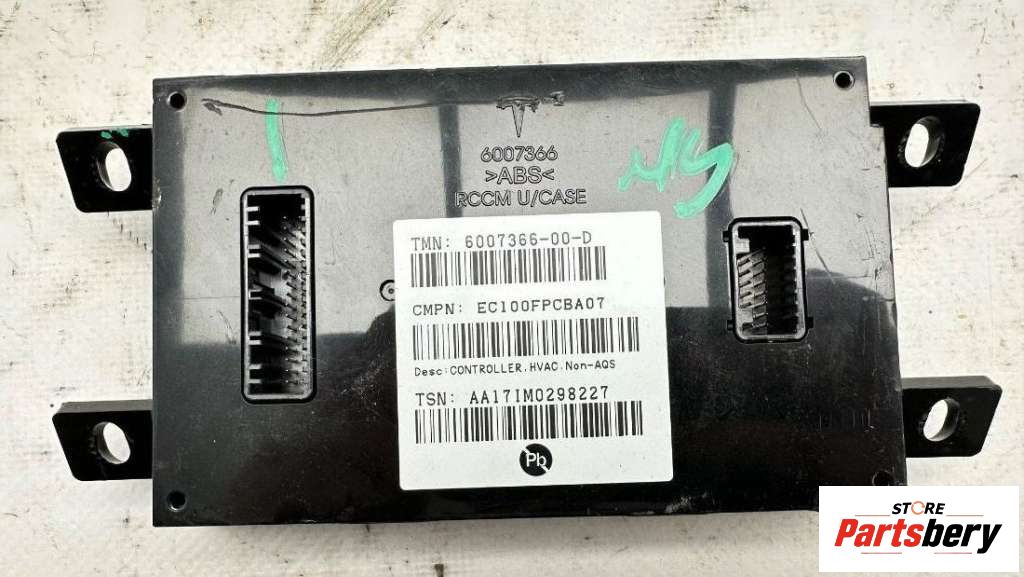 6007366
>ABS<
RCCM U/CASE
TMN: 6007366-00-D
CMPN: EC100FPCBA07
Desc:CONTROLLER.HVAC.Non-AQS
TSN: AA17IM0298227
Pb
STORE
Partsbery